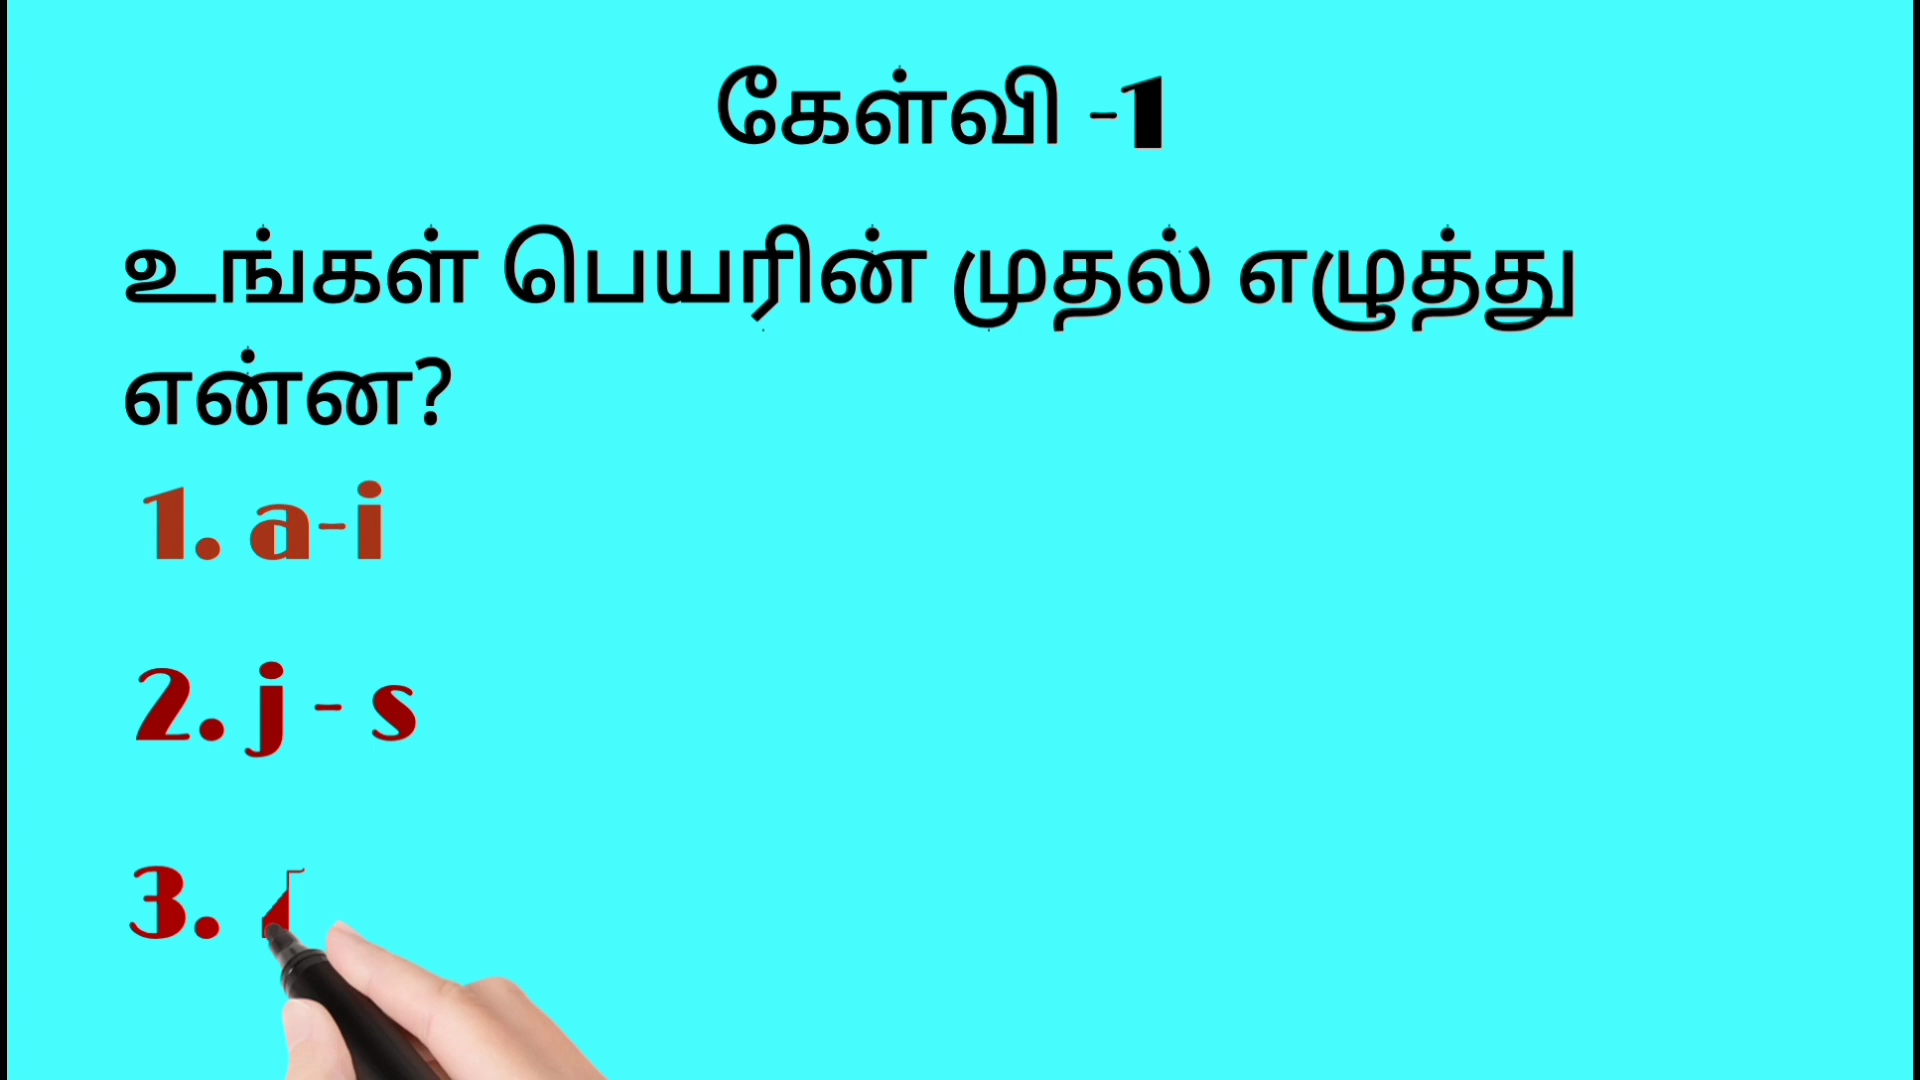 கேள்வி -1
உங்கள் பெயரின் முதல் எழுத்து
என்ன?
1. a-i
2. j - s
3.